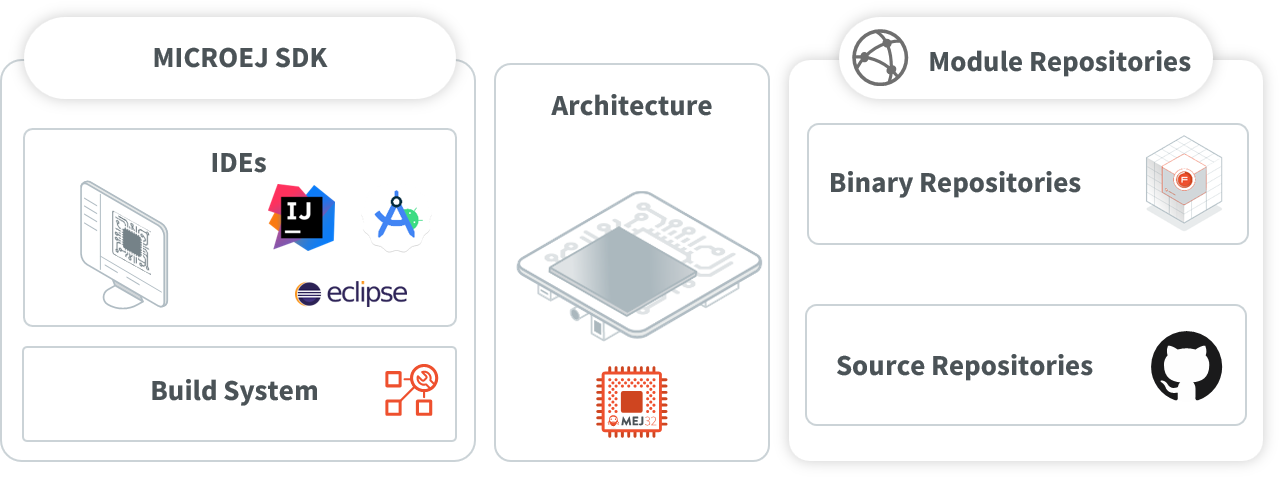 MICROEJ SDK
IDEs
IJ
eclipse
Build System
Architecture
MEJ32
Module Repositories
Binary Repositories
F
Source Repositories